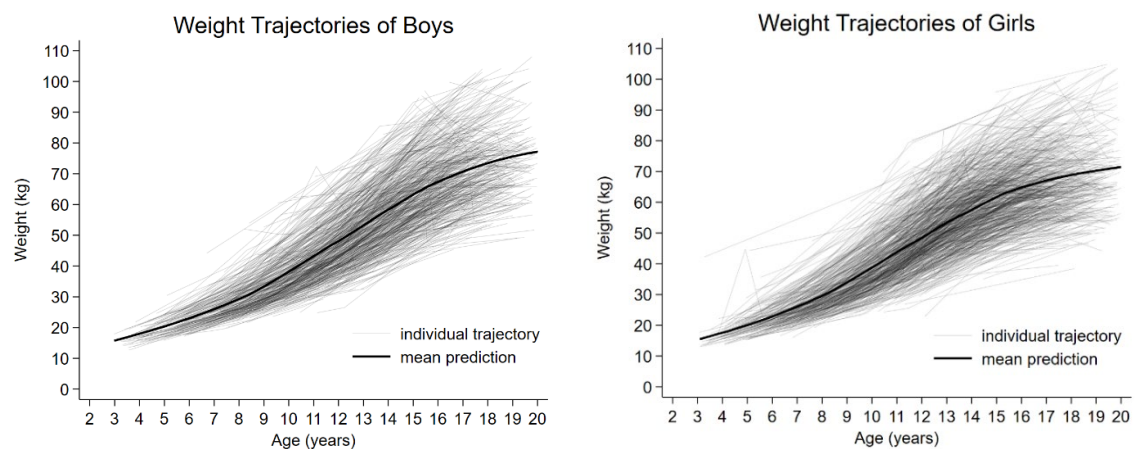 Weight Trajectories of Boys
110
100
90
80
70
60
50
40
30
20
10
0
Weight (kg)
individual trajectory
mean prediction
2 3 4 5 6 7 8 9 10 11 12 13 14 15 16 17 18 19 20
Age (years)
Weight Trajectories of Girls
110
100
90
80
70
60
50
40
30
20
10
0
Weight (kg)
individual trajectory
mean prediction
2 3 4 5 6 7 8 9 10 11 12 13 14 15 16 17 18 19 20
Age (years)